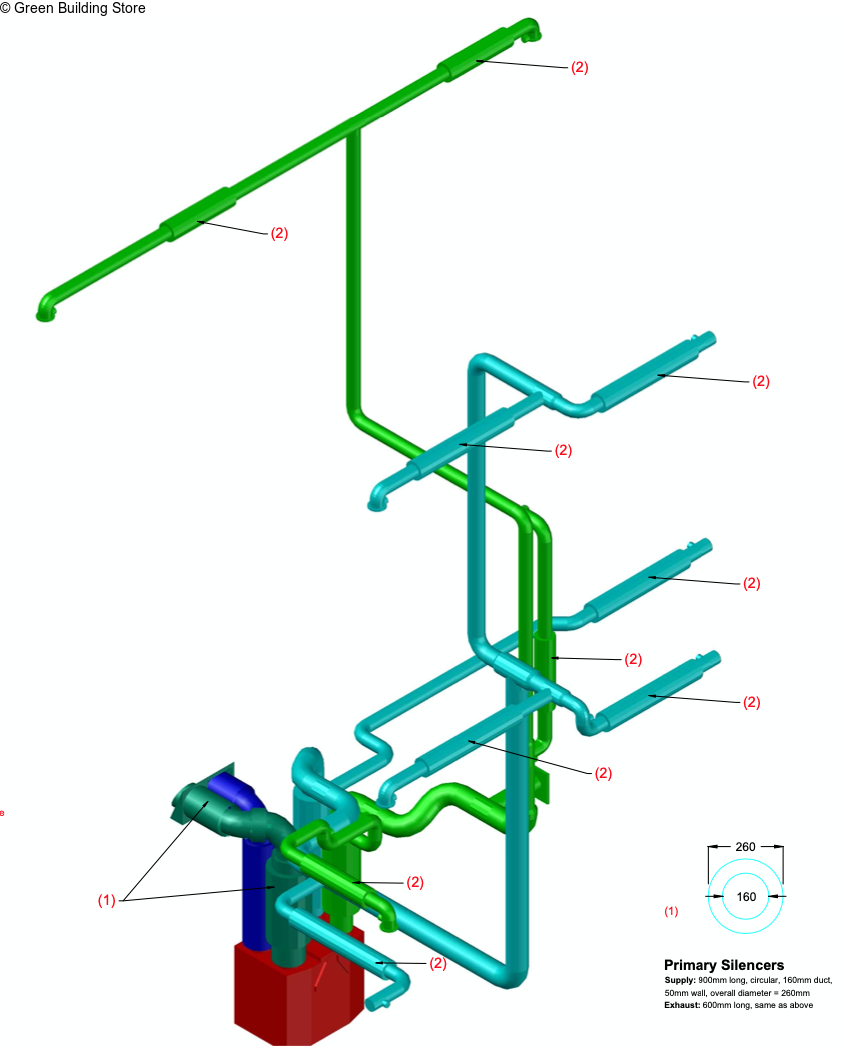 © Green Building Store
(2)
(2)
(2)
(2)
(2)
(2)
(2)
(2)
e
(2)
(1)
(2)
260
160
(1)
Primary Silencers
Supply: 900mm long, circular, 160mm duct,
50mm wall, overall diameter = 260mm
Exhaust: 600mm long, same as above